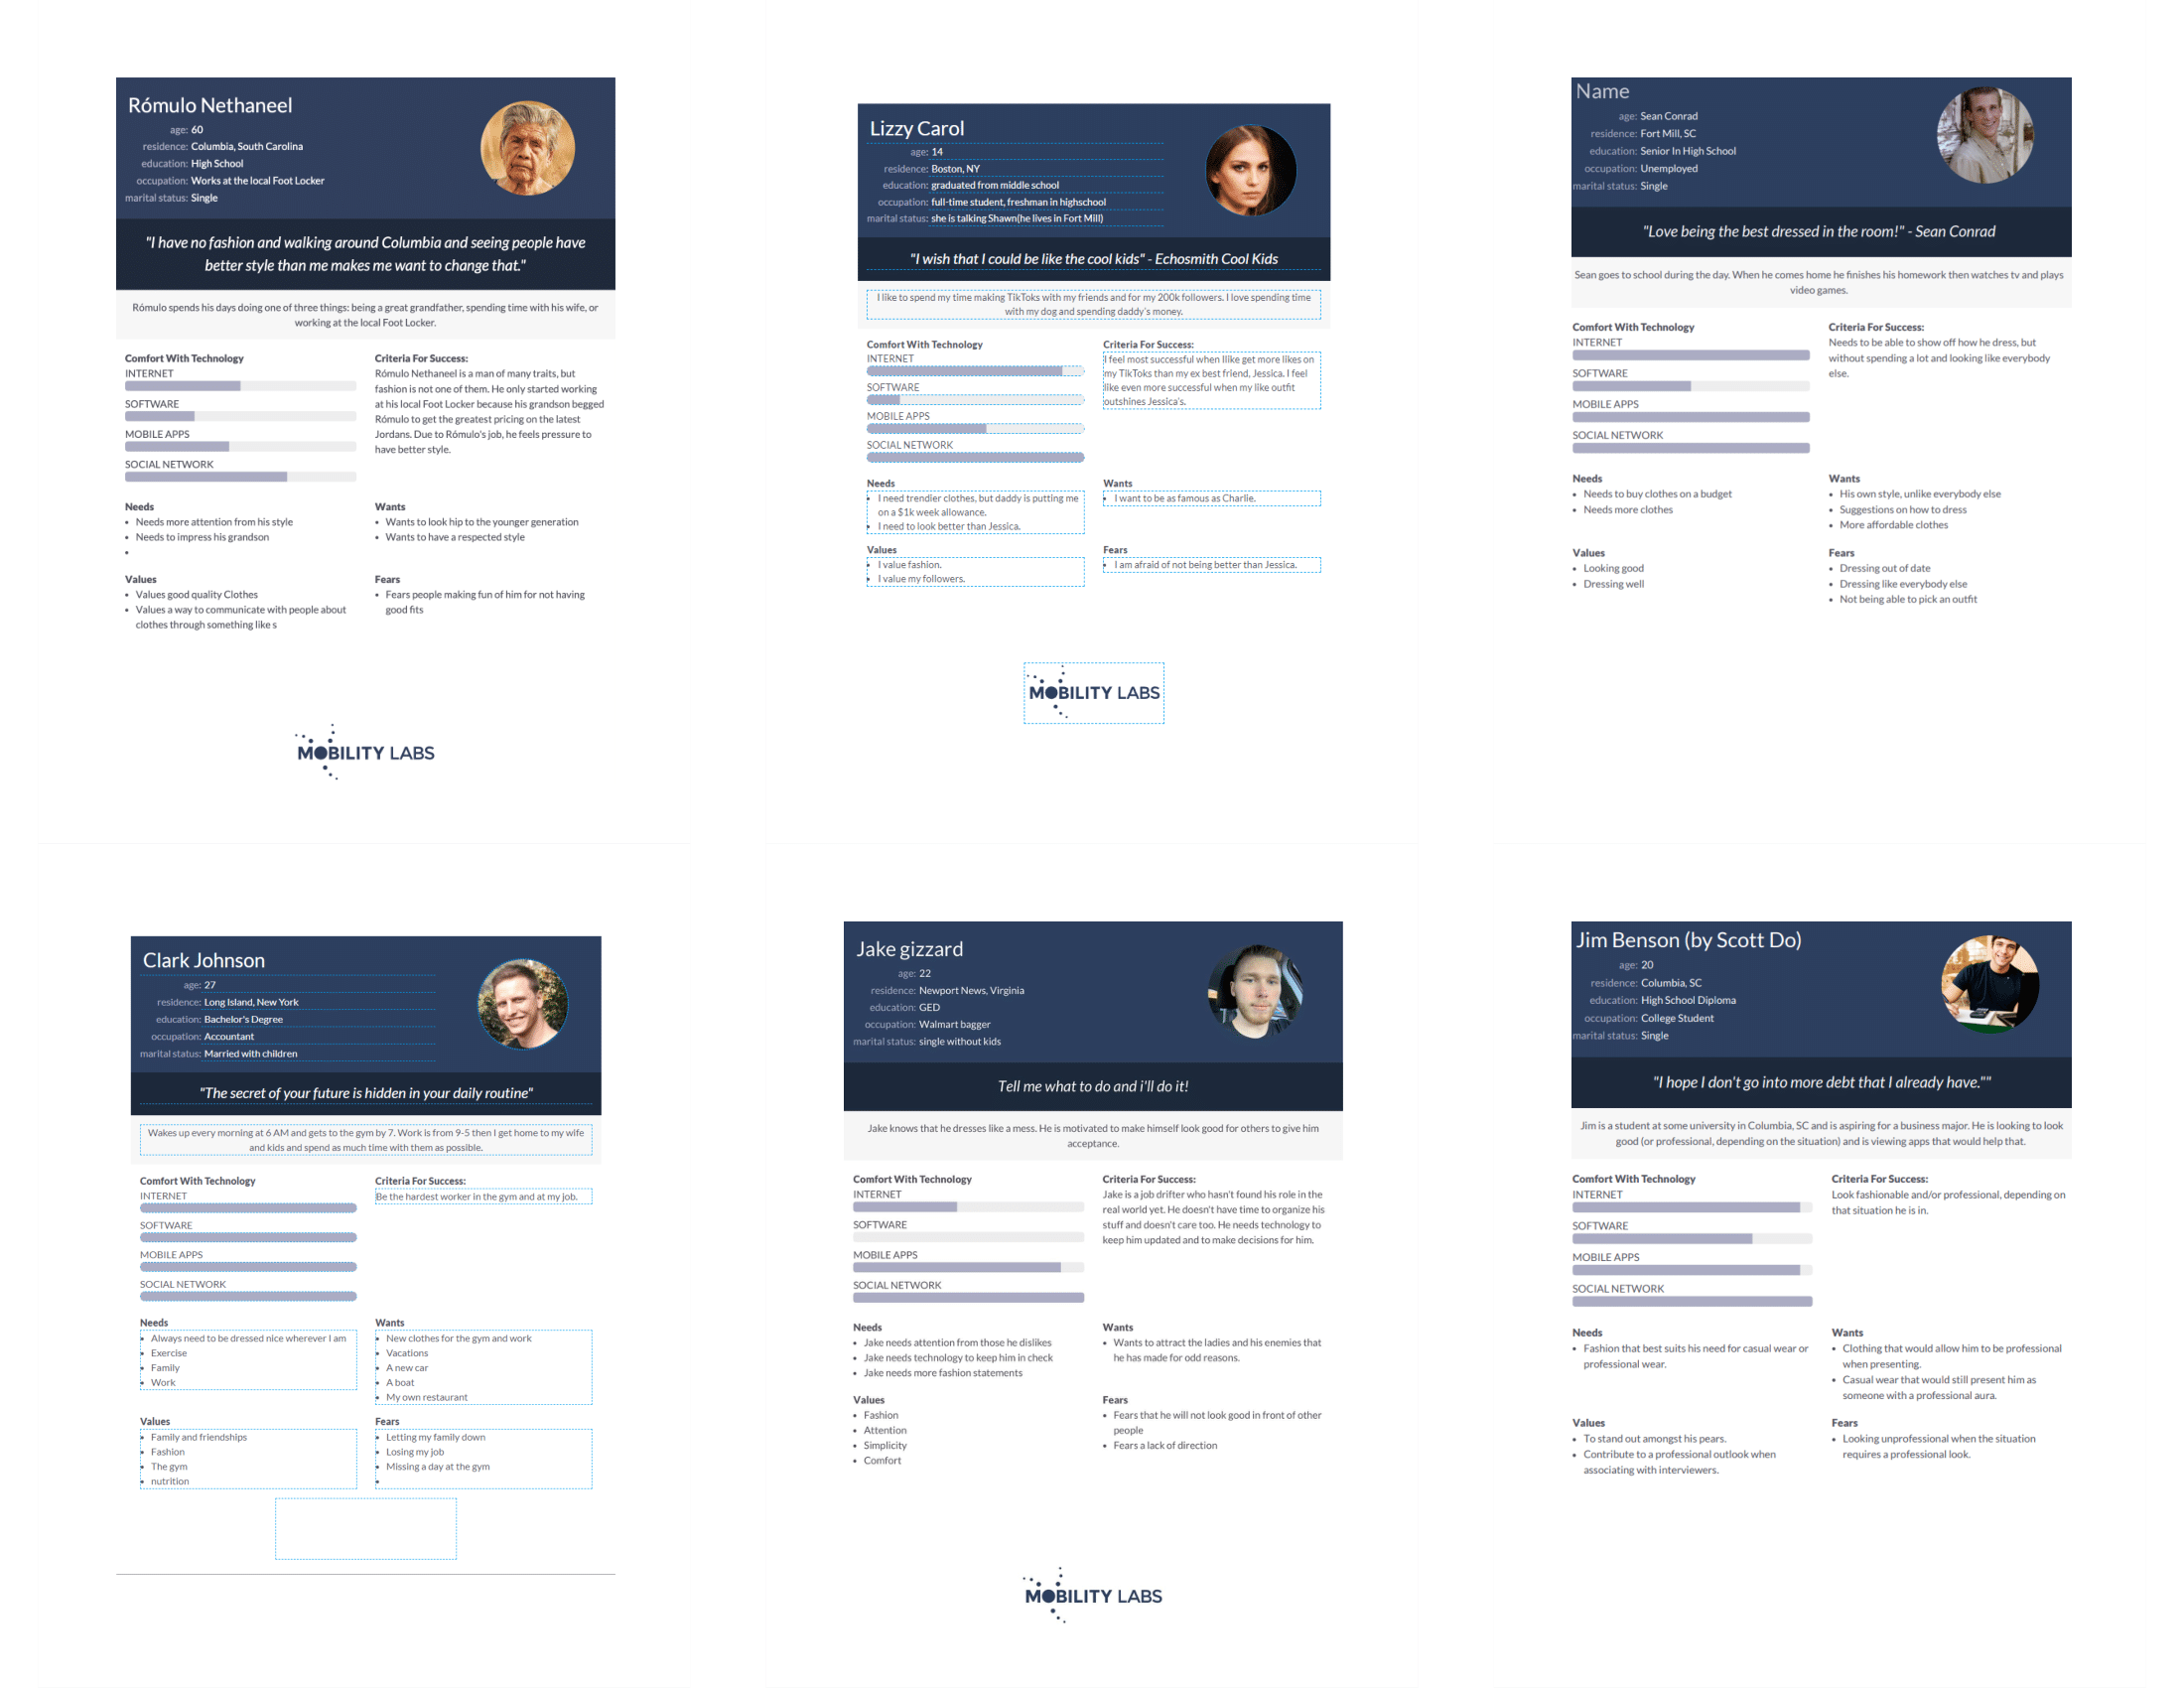 Rómulo Nethaneel
age: 60
residence: Columbia, South Carolina
education: High School
occupation: Works at the local Foot Locker
marital status: Single
"I have no fashion and walking around Columbia and seeing people have
better style than me makes me want to change that."
Rómulo spends his days doing one of three things: being a great grandfather, spending time with his wife, or
working at the local Foot Locker.
Comfort With Technology
INTERNET
SOFTWARE
MOBILE APPS
SOCIAL NETWORK
Criteria For Success:
Rómulo Nethaneel is a man of many traits, but
fashion is not one of them. He only started working
at his local Foot Locker because his grandson begged
Rómulo to get the greatest pricing on the latest
Jordans. Due to Rómulo's job, he feels pressure to
have better style.
Needs
• Needs more attention from his style
• Needs to impress his grandson
•
Wants
• Wants to look hip to the younger generation
• Wants to have a respected style
Values
• Values good quality Clothes
• Values a way to communicate with people about
clothes through something like s
Fears
• Fears people making fun of him for not having
good fits
MOBILITY LABS
Lizzy Carol
age: 14
residence: Boston, NY
education: graduated from middle school
occupation: full-time student, freshman in highschool
marital status: she is talking Shawn(he lives in Fort Mill)
"I wish that I could be like the cool kids" - Echosmith Cool Kids
I like to spend my time making TikToks with my friends and for my 200k followers. I love spending time
with my dog and spending daddy's money.
Comfort With Technology
INTERNET
SOFTWARE
MOBILE APPS
SOCIAL NETWORK
Criteria For Success:
I feel most successful when IIike get more likes on
my TikToks than my ex best friend, Jessica. I feel
like even more successful when my like outfit
outshines Jessica's.
Needs
• I need trendier clothes, but daddy is putting me
on a $1k week allowance.
• I need to look better than Jessica.
Wants
• I want to be as famous as Charlie.
Values
• I value fashion.
• I value my followers.
Fears
• I am afraid of not being better than Jessica.
MOBILITY LABS
Name
age: Sean Conrad
residence: Fort Mill, SC
education: Senior In High School
occupation: Unemployed
marital status: Single
"Love being the best dressed in the room!" - Sean Conrad
Sean goes to school during the day. When he comes home he finishes his homework then watches tv and plays
video games.
Comfort With Technology
INTERNET
SOFTWARE
MOBILE APPS
SOCIAL NETWORK
Criteria For Success:
Needs to be able to show off how he dress, but
without spending a lot and looking like everybody
else.
Needs
• Needs to buy clothes on a budget
• Needs more clothes
Wants
• His own style, unlike everybody else
• Suggestions on how to dress
• More affordable clothes
Values
• Looking good
• Dressing well
Fears
• Dressing out of date
• Dressing like everybody else
• Not being able to pick an outfit
Clark Johnson
age: 27
residence: Long Island, New York
education: Bachelor's Degree
occupation: Accountant
marital status: Married with children
"The secret of your future is hidden in your daily routine"
Wakes up every morning at 6 AM and gets to the gym by 7. Work is from 9-5 then I get home to my wife
and kids and spend as much time with them as possible.
Comfort With Technology
INTERNET
SOFTWARE
MOBILE APPS
SOCIAL NETWORK
Criteria For Success:
Be the hardest worker in the gym and at my job.
Needs
• Always need to be dressed nice wherever I am
• Exercise
• Family
• Work
Wants
• New clothes for the gym and work
• Vacations
• A new car
• A boat
• My own restaurant
Values
• Family and friendships
• Fashion
• The gym
• nutrition
Fears
• Letting my family down
• Losing my job
• Missing a day at the gym
•
Jake gizzard
age: 22
residence: Newport News, Virginia
education: GED
occupation: Walmart bagger
marital status: single without kids
Tell me what to do and i'll do it!
Jake knows that he dresses like a mess. He is motivated to make himself look good for others to give him
acceptance.
Comfort With Technology
INTERNET
SOFTWARE
MOBILE APPS
SOCIAL NETWORK
Criteria For Success:
Jake is a job drifter who hasn't found his role in the
real world yet. He doesn't have time to organize his
stuff and doesn't care too. He needs technology to
keep him updated and to make decisions for him.
Needs
• Jake needs attention from those he dislikes
• Jake needs technology to keep him in check
• Jake needs more fashion statements
Wants
• Wants to attract the ladies and his enemies that
he has made for odd reasons.
Values
• Fashion
• Attention
• Simplicity
• Comfort
Fears
• Fears that he will not look good in front of other
people
• Fears a lack of direction
MOBILITY LABS
Jim Benson (by Scott Do)
age: 20
residence: Columbia, SC
education: High School Diploma
occupation: College Student
marital status: Single
"I hope I don't go into more debt that I already have.""
Jim is a student at some university in Columbia, SC and is aspiring for a business major. He is looking to look
good (or professional, depending on the situation) and is viewing apps that would help that.
Comfort With Technology
INTERNET
SOFTWARE
MOBILE APPS
SOCIAL NETWORK
Criteria For Success:
Look fashionable and/or professional, depending on
that situation he is in.
Needs
• Fashion that best suits his need for casual wear or
professional wear.
Wants
• Clothing that would allow him to be professional
when presenting.
• Casual wear that would still present him as
someone with a professional aura.
Values
• To stand out amongst his pears.
• Contribute to a professional outlook when
associating with interviewers.
Fears
• Looking unprofessional when the situation
requires a professional look.